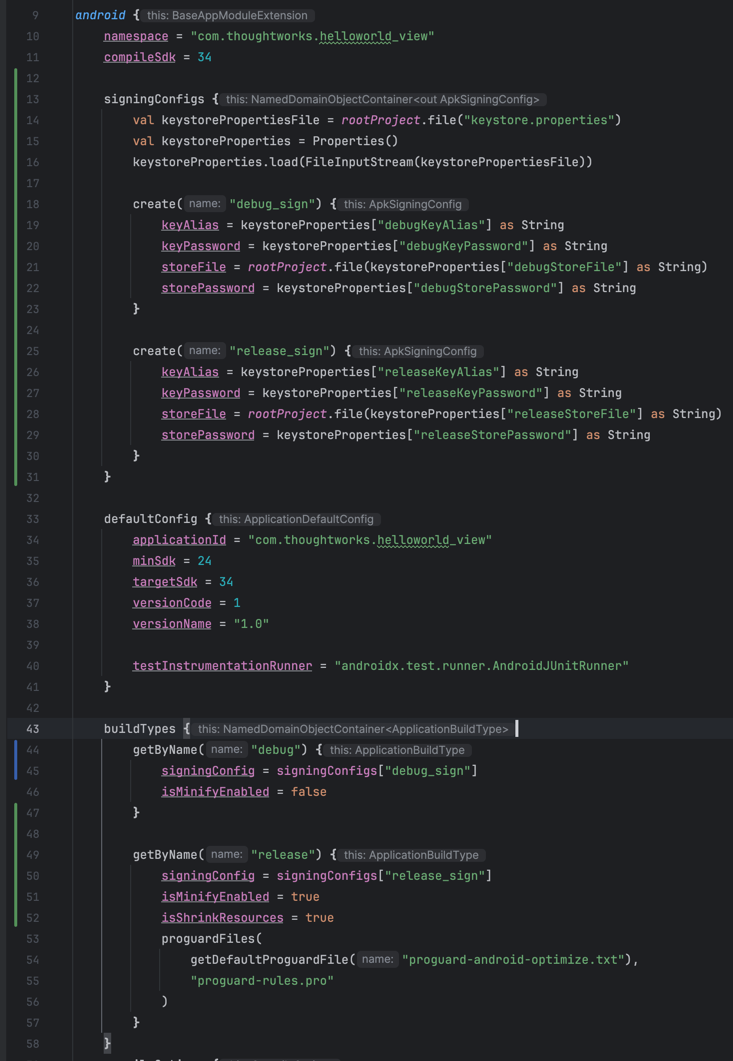 9 android { this: BaseAppModuleExtension
10 namespace = "com.thoughtworks.helloworld_view"
11 compileSdk = 34
12
13 signingConfigs { this: NamedDomainObjectContainer<out ApkSigningConfig>
14 val keystorePropertiesFile = rootProject.file("keystore.properties")
15 val keystoreProperties = Properties()
16 keystoreProperties.load(FileInputStream(keystorePropertiesFile))
17
18 create( name: "debug_sign") { this: ApkSigningConfig
19 keyAlias = keystoreProperties["debugKeyAlias"] as String
20 keyPassword = keystoreProperties["debugKeyPassword"] as String
21 storeFile = rootProject.file(keystoreProperties["debugStoreFile"] as String)
22 storePassword = keystoreProperties["debugStorePassword"] as String
23 }
24
25 create( name: "release_sign") { this: ApkSigningConfig
26 keyAlias = keystoreProperties["releaseKeyAlias"] as String
27 keyPassword = keystoreProperties["releaseKeyPassword"] as String
28 storeFile = rootProject.file(keystoreProperties["releaseStoreFile"] as String)
29 storePassword = keystoreProperties["releaseStorePassword"] as String
30 }
31 }
32
33 defaultConfig { this: ApplicationDefaultConfig
34 applicationId = "com.thoughtworks.helloworld_view"
35 minSdk = 24
36 targetSdk = 34
37 versionCode = 1
38 versionName = "1.0"
39
40 testInstrumentationRunner = "androidx.test.runner.AndroidJUnitRunner"
41 }
42
43 buildTypes { this: NamedDomainObjectContainer<ApplicationBuildType>
44 getByName( name: "debug") { this: ApplicationBuildType
45 signingConfig = signingConfigs["debug_sign"]
46 isMinifyEnabled = false
47 }
48
49 getByName( name: "release") { this: ApplicationBuildType
50 signingConfig = signingConfigs["release_sign"]
51 isMinifyEnabled = true
52 isShrinkResources = true
53 proguardFiles(
54 getDefaultProguardFile( name: "proguard-android-optimize.txt"),
55 "proguard-rules.pro"
56 )
57 }
58 }